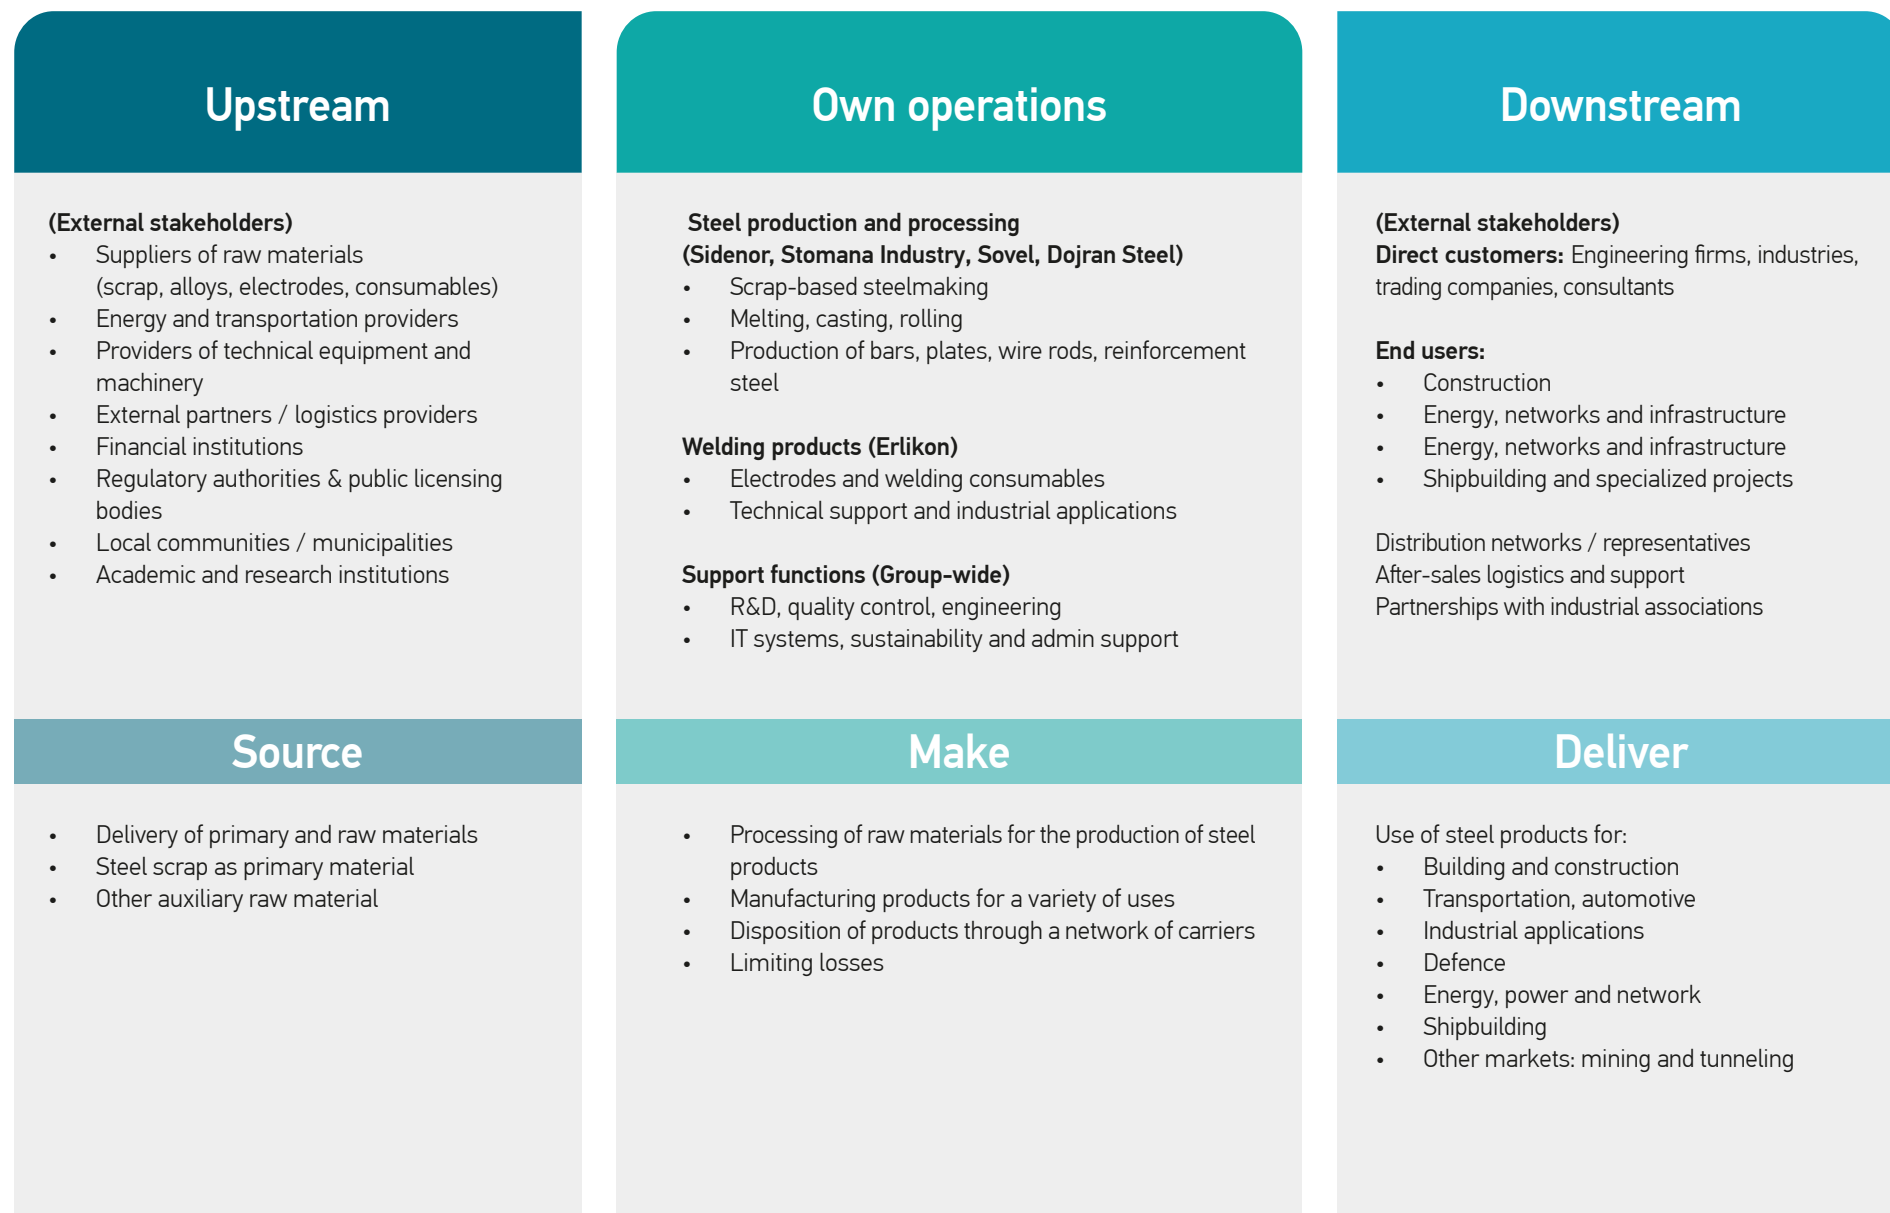 Upstream
(External stakeholders)
• Suppliers of raw materials
(scrap, alloys, electrodes, consumables)
• Energy and transportation providers
• Providers of technical equipment and
machinery
• External partners / logistics providers
• Financial institutions
• Regulatory authorities & public licensing
bodies
• Local communities / municipalities
• Academic and research institutions
Source
• Delivery of primary and raw materials
• Steel scrap as primary material
• Other auxiliary raw material
Own operations
Steel production and processing
(Sidenor, Stomana Industry, Sovel, Dojran Steel)
• Scrap-based steelmaking
• Melting, casting, rolling
• Production of bars, plates, wire rods, reinforcement
steel
Welding products (Erlikon)
• Electrodes and welding consumables
• Technical support and industrial applications
Support functions (Group-wide)
• R&D, quality control, engineering
• IT systems, sustainability and admin support
Make
• Processing of raw materials for the production of steel
products
• Manufacturing products for a variety of uses
• Disposition of products through a network of carriers
• Limiting losses
Downstream
(External stakeholders)
Direct customers: Engineering firms, industries,
trading companies, consultants
End users:
• Construction
• Energy, networks and infrastructure
• Energy, networks and infrastructure
• Shipbuilding and specialized projects
Distribution networks / representatives
After-sales logistics and support
Partnerships with industrial associations
Deliver
Use of steel products for:
• Building and construction
• Transportation, automotive
• Industrial applications
• Defence
• Energy, power and network
• Shipbuilding
• Other markets: mining and tunneling